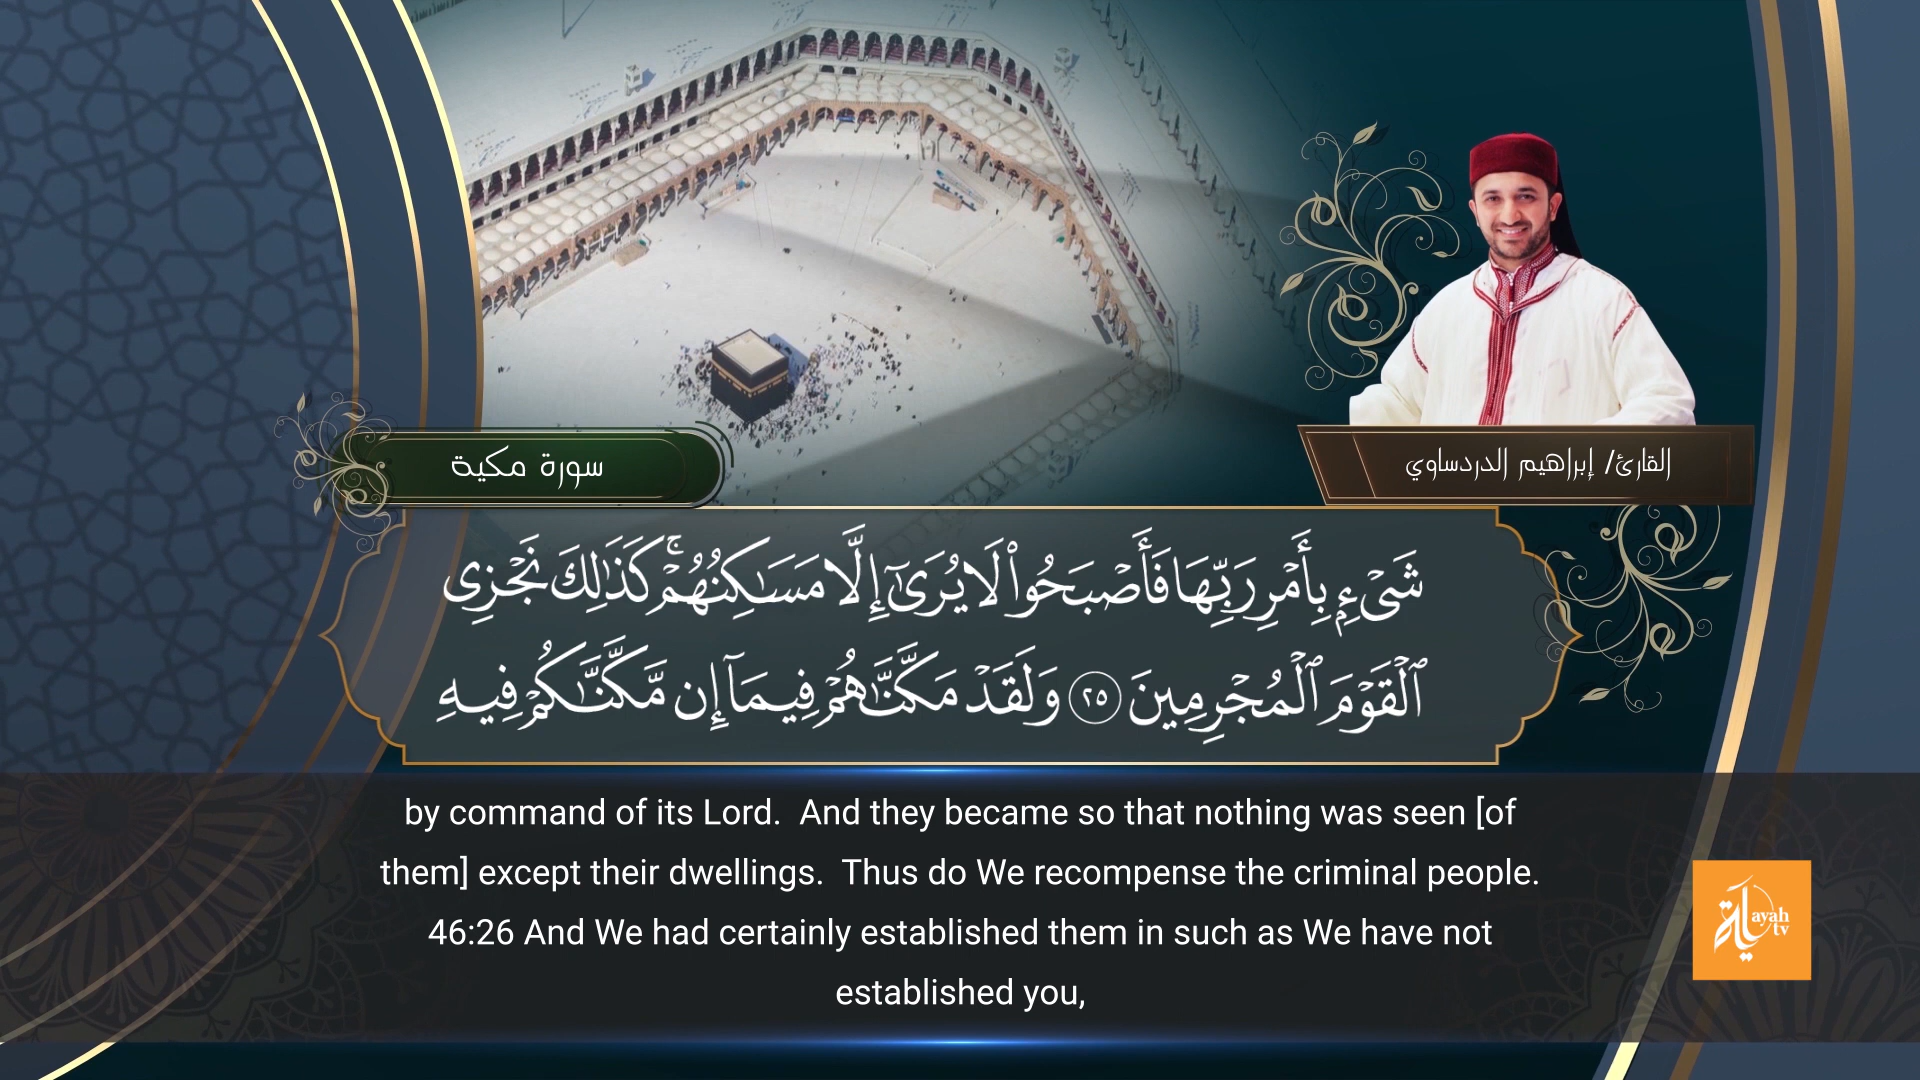 سورة مكية
القارئ/ إبراهيم الدردساوي
شَىْءٍۭ بِأَمْرِ رَبِّهَا فَأَصْبَحُوا۟ لَا يُرَىٰٓ إِلَّا مَسَـٰكِنُهُمْ ۚ كَذَٰلِكَ نَجْزِى
ٱلْقَوْمَ ٱلْمُجْرِمِينَ ٢٥ وَلَقَدْ مَكَّنَّـٰهُمْ فِيمَآ إِن مَّكَّنَّـٰكُمْ فِيهِ
by command of its Lord.  And they became so that nothing was seen [of
them] except their dwellings.  Thus do We recompense the criminal people.
46:26 And We had certainly established them in such as We have not
established you,
آية
ayah
tv